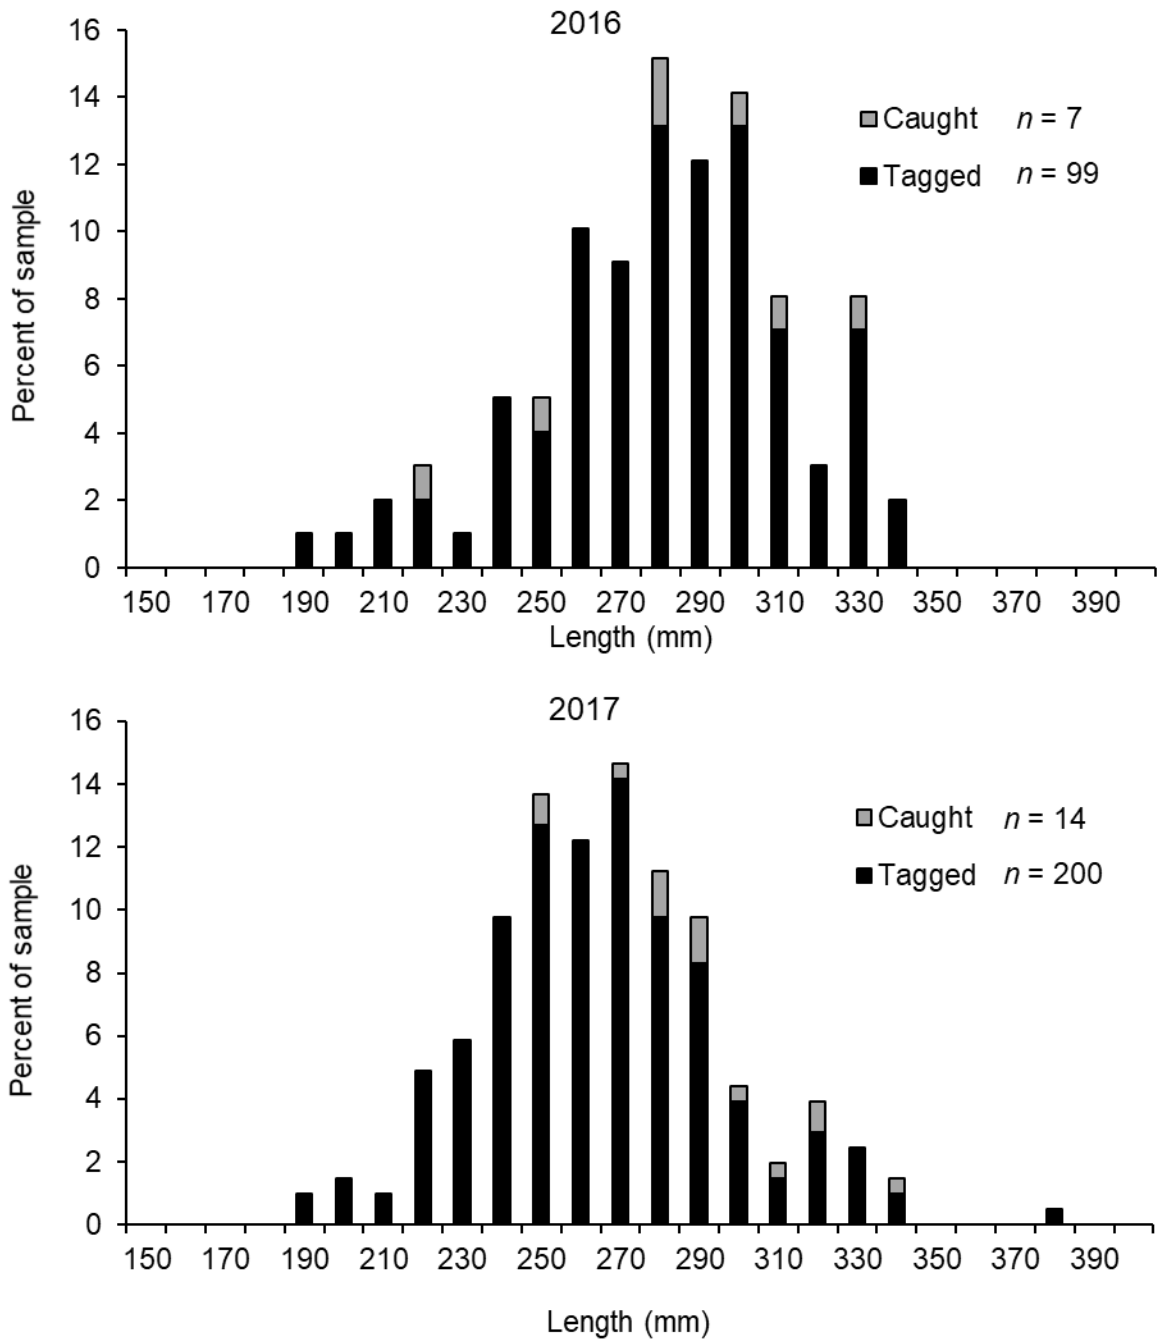 2016
16
14
12
10
8
6
4
2
0
Percent of sample
Caught n = 7
Tagged n = 99
150 170 190 210 230 250 270 290 310 330 350 370 390
Length (mm)
2017
16
14
12
10
8
6
4
2
0
Percent of sample
Caught n = 14
Tagged n = 200
150 170 190 210 230 250 270 290 310 330 350 370 390
Length (mm)